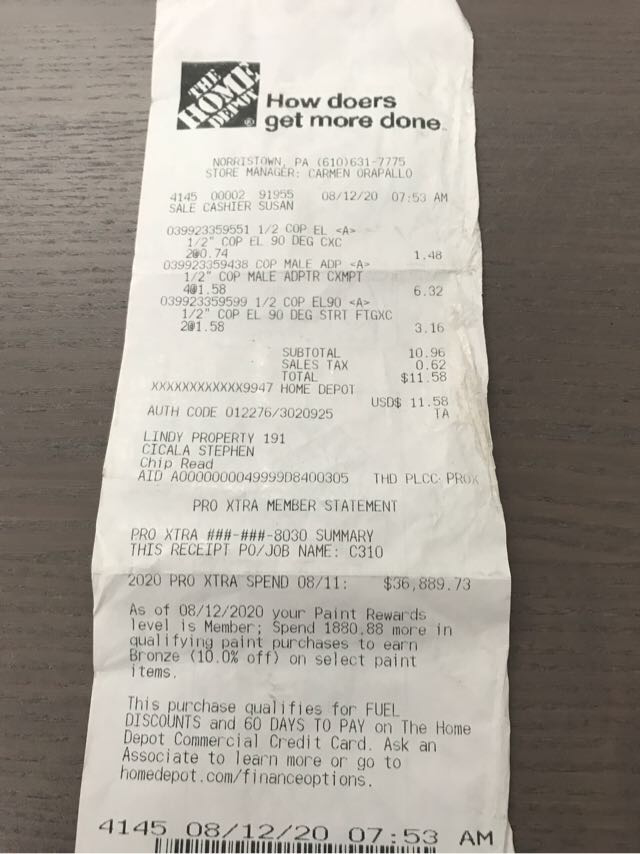 THE
HOME
DEPOT
How doers
get more done.
NORRISTOWN, PA (610)631-7775
STORE MANAGER: CARMEN ORAPALLO
4145 00002 91955 08/12/20 07:53 AM
SALE CASHIER SUSAN
039923359551 1/2 COP EL <A>
1/2" COP EL 90 DEG CXC
2@0.74 1.48
039923359438 COP MALE ADP <A>
1/2" COP MALE ADPTR CXMPT
4@1.58 6.32
039923359599 1/2 COP EL90 <A>
1/2" COP EL 90 DEG STRT FTGXC
2@1.58 3.16
SUBTOTAL 10.96
SALES TAX 0.62
TOTAL $11.58
XXXXXXXXXXXX9947 HOME DEPOT
USD$ 11.58
AUTH CODE 012276/3020925 TA
LINDY PROPERTY 191
CICALA STEPHEN
Chip Read
AID A0000000049999D8400305 THD PLCC PROX
PRO XTRA MEMBER STATEMENT
PRO XTRA ###-###-8030 SUMMARY
THIS RECEIPT PO/JOB NAME: C310
2020 PRO XTRA SPEND 08/11: $36,889.73
As of 08/12/2020 your Paint Rewards
level is Member; Spend 1880.88 more in
qualifying paint purchases to earn
Bronze (10.0% off) on select paint
items.
This purchase qualifies for FUEL
DISCOUNTS and 60 DAYS TO PAY on The Home
Depot Commercial Credit Card. Ask an
Associate to learn more or go to
homedepot.com/financeoptions.
4145 08/12/20 07:53 AM